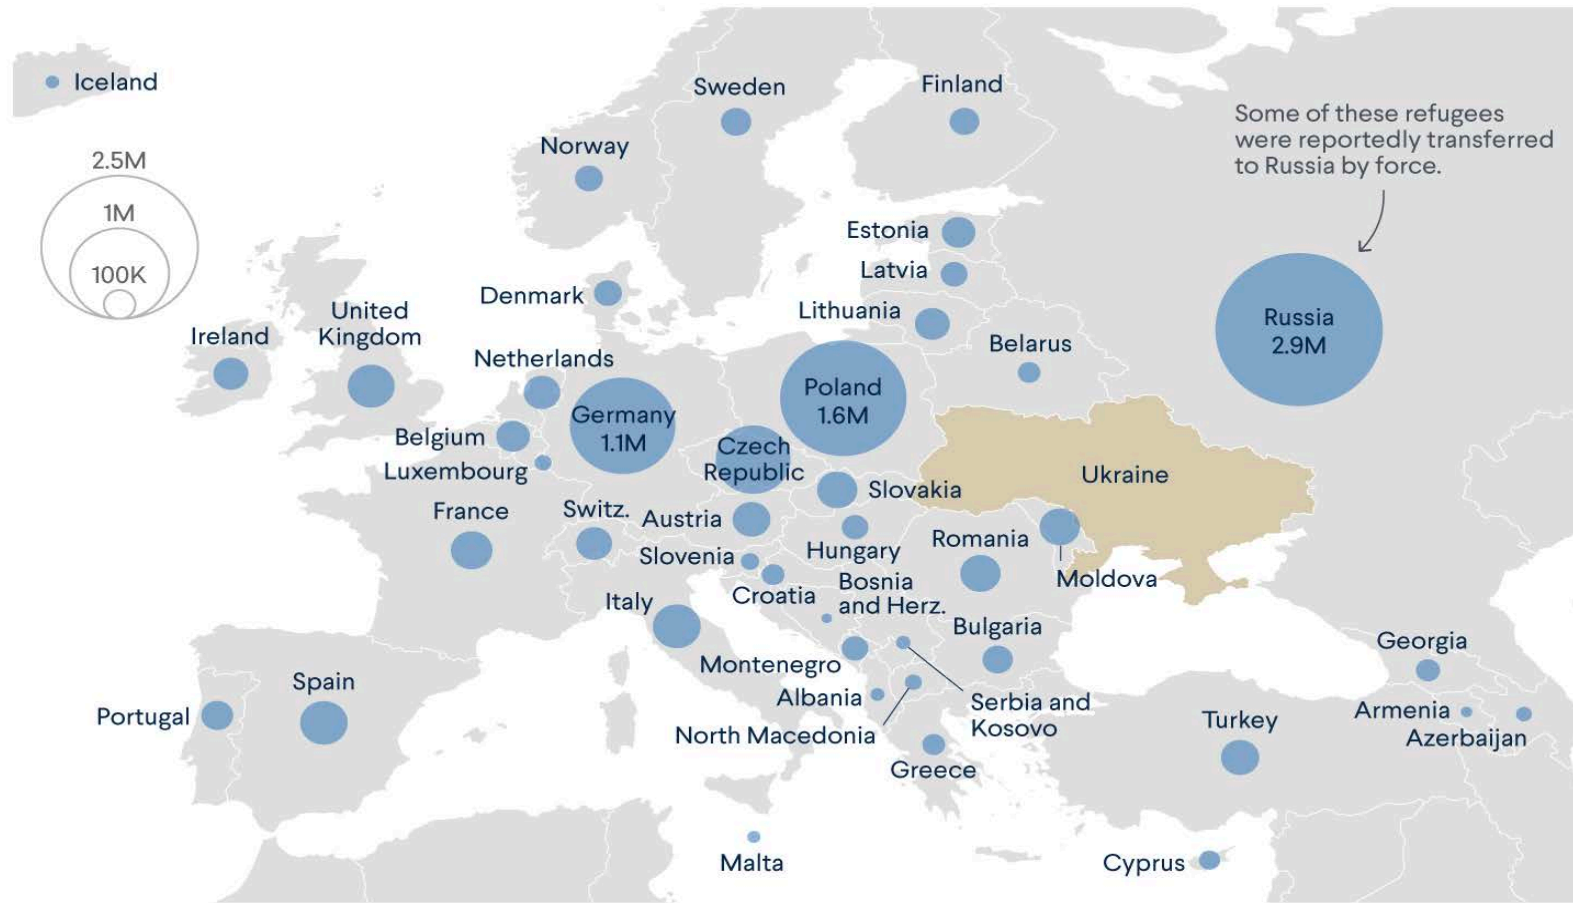 Iceland
Sweden
Finland
Some of these refugees
were reportedly transferred
to Russia by force.
Norway
2.5M
1M
100K
Estonia
Latvia
Denmark
Lithuania
United
Kingdom
Ireland
Russia
2.9M
Belarus
Netherlands
Poland
1.6M
Germany
1.1M
Belgium
Czech
Republic
Luxembourg
Ukraine
Slovakia
France
Switz.
Austria
Romania
Hungary
Slovenia
Moldova
Bosnia
and Herz.
Croatia
Italy
Bulgaria
Georgia
Montenegro
Spain
Albania
Serbia and
Kosovo
Portugal
North Macedonia
Armenia
Turkey
Azerbaijan
Greece
Malta
Cyprus